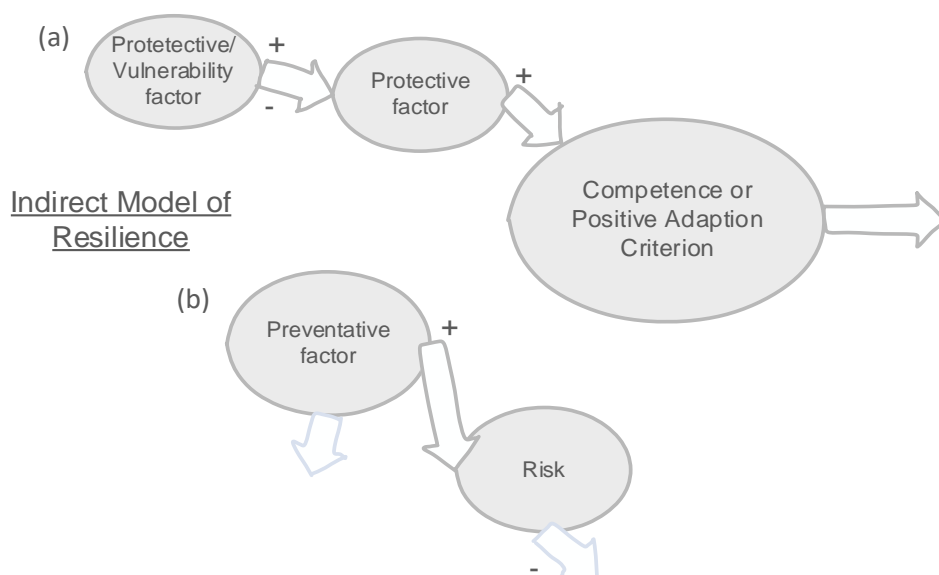 (a)
Protetective/
Vulnerability
factor
+
-
Protective
factor
+
Competence or
Positive Adaption
Criterion
Indirect Model of
Resilience
(b)
Preventative
factor
+
Risk
-